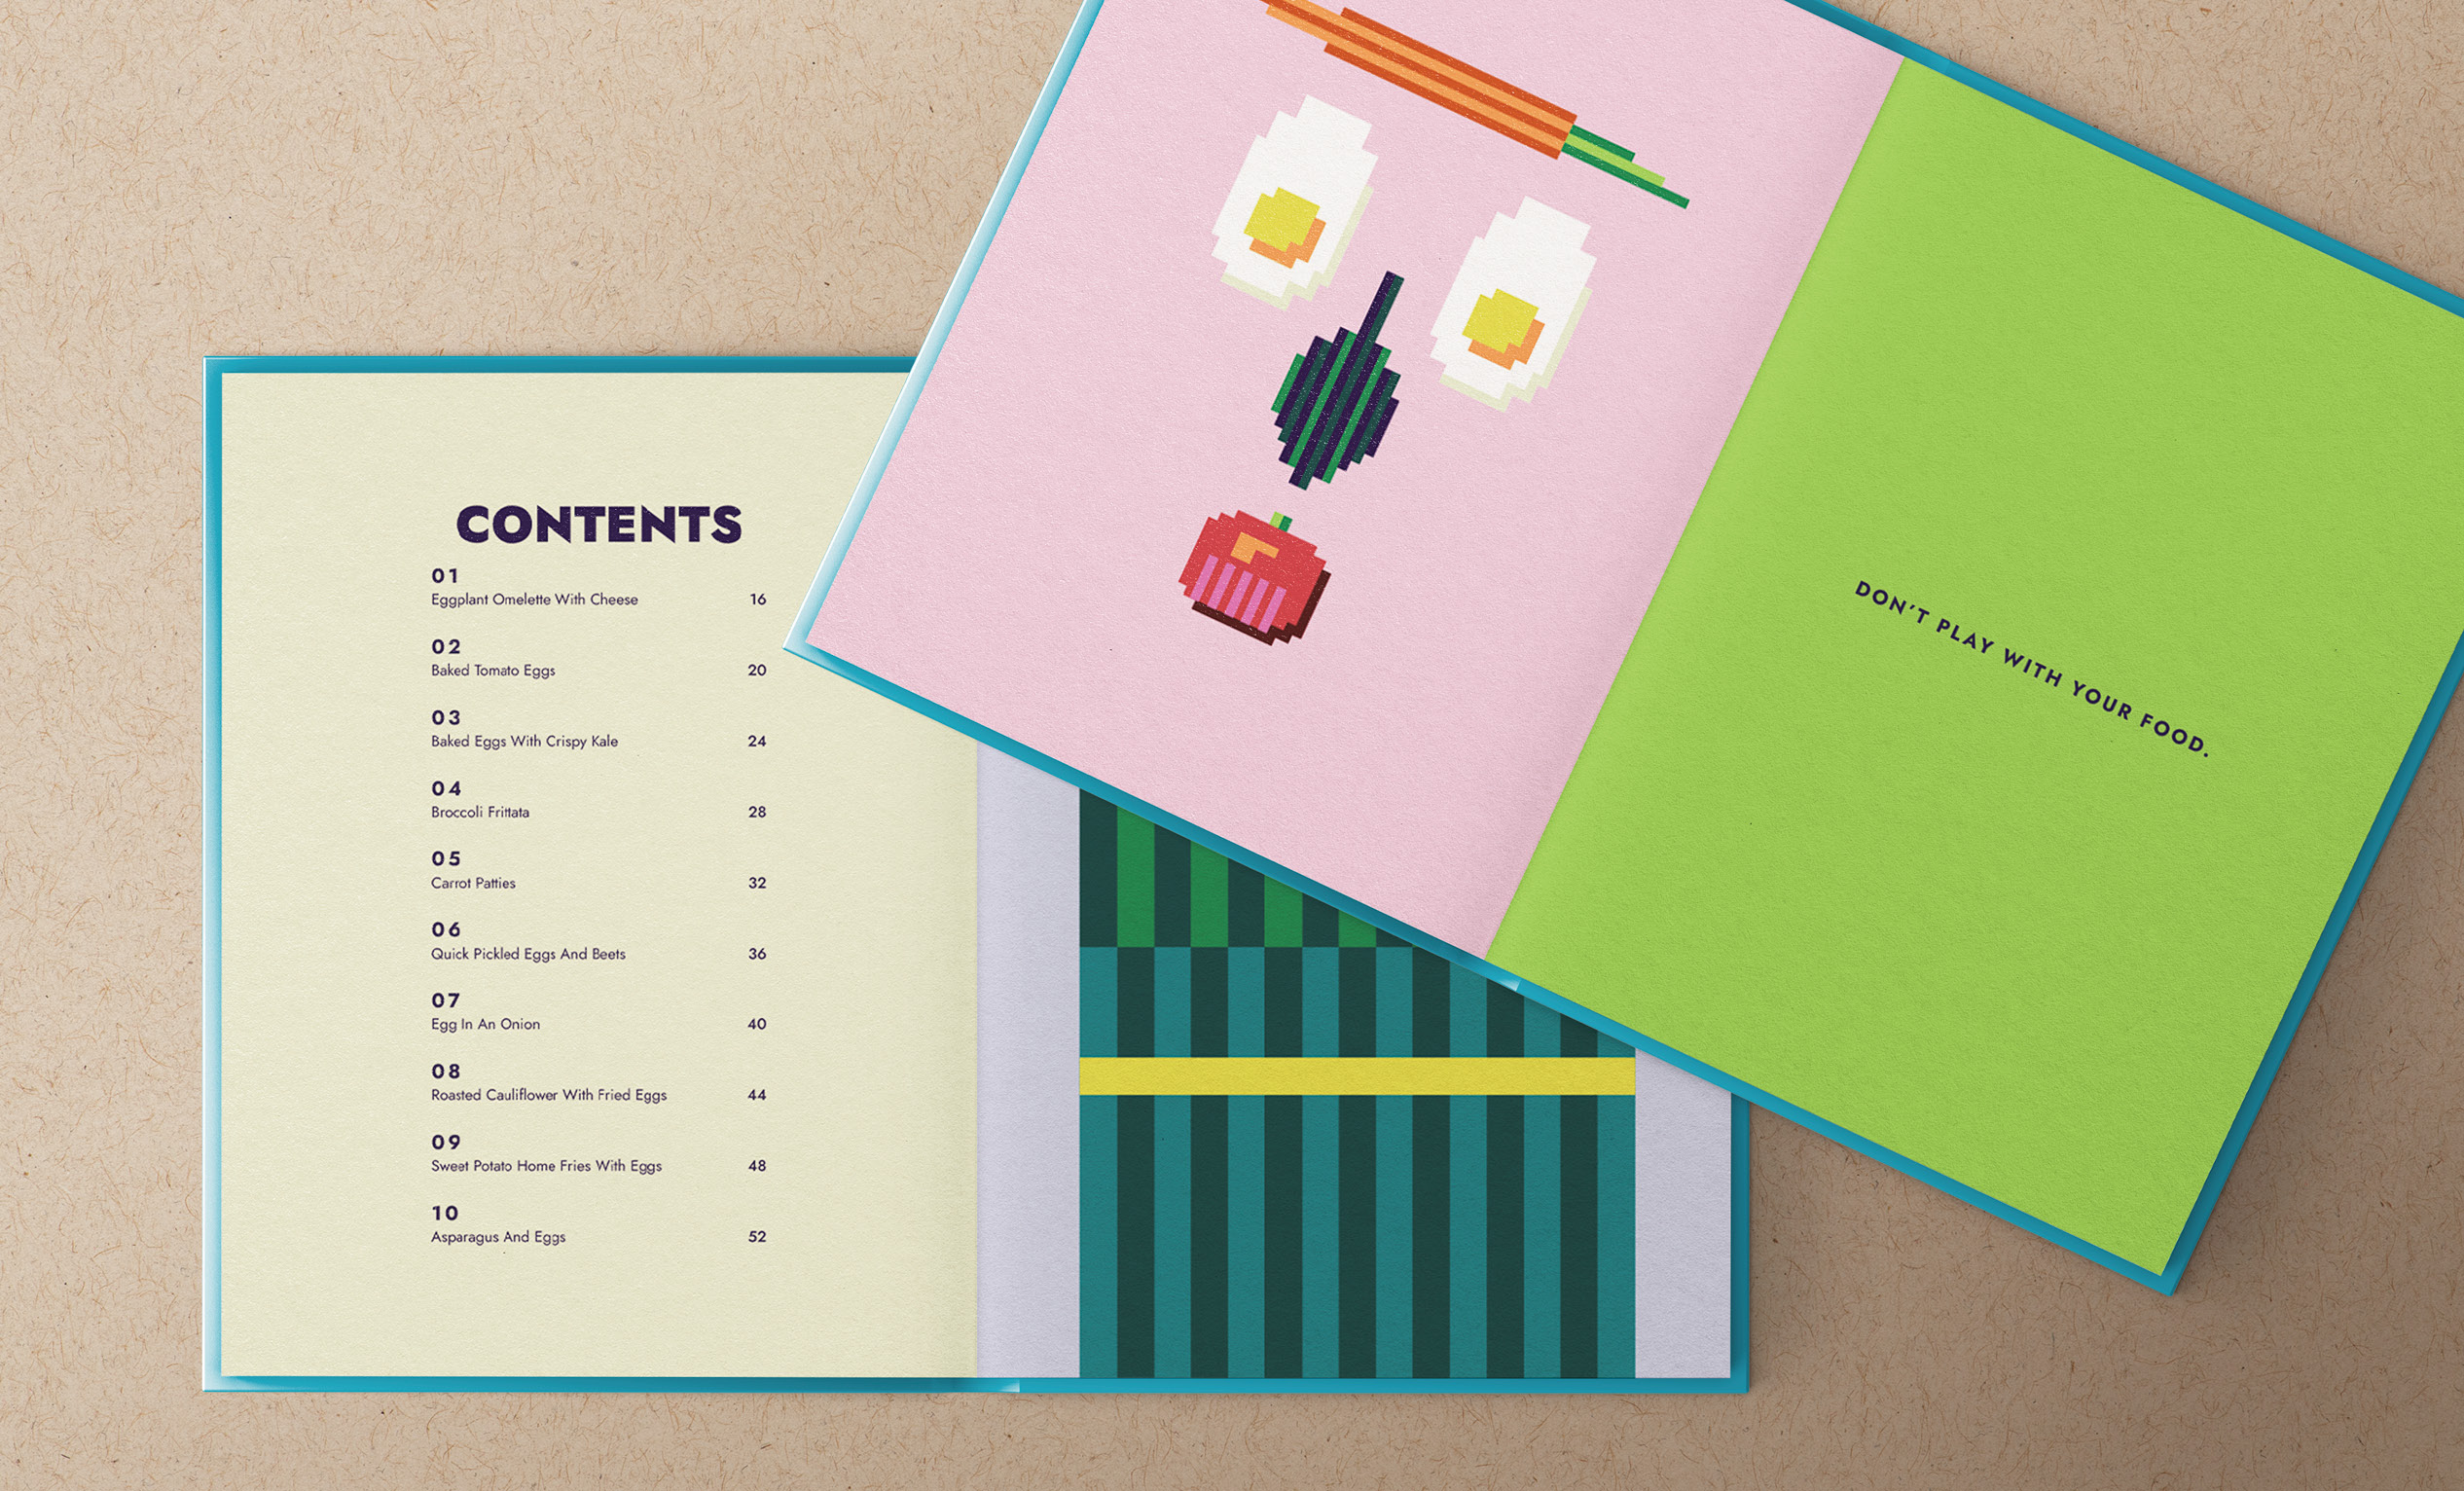 CONTENTS
01
Eggplant Omelette With Cheese 16
02
Baked Tomato Eggs 20
03
Baked Eggs With Crispy Kale 24
04
Broccoli Frittata 28
05
Carrot Patties 32
06
Quick Pickled Eggs And Beets 36
07
Egg In An Onion 40
08
Roasted Cauliflower With Fried Eggs 44
09
Sweet Potato Home Fries With Eggs 48
10
Asparagus And Eggs 52
DON'T PLAY WITH YOUR FOOD.